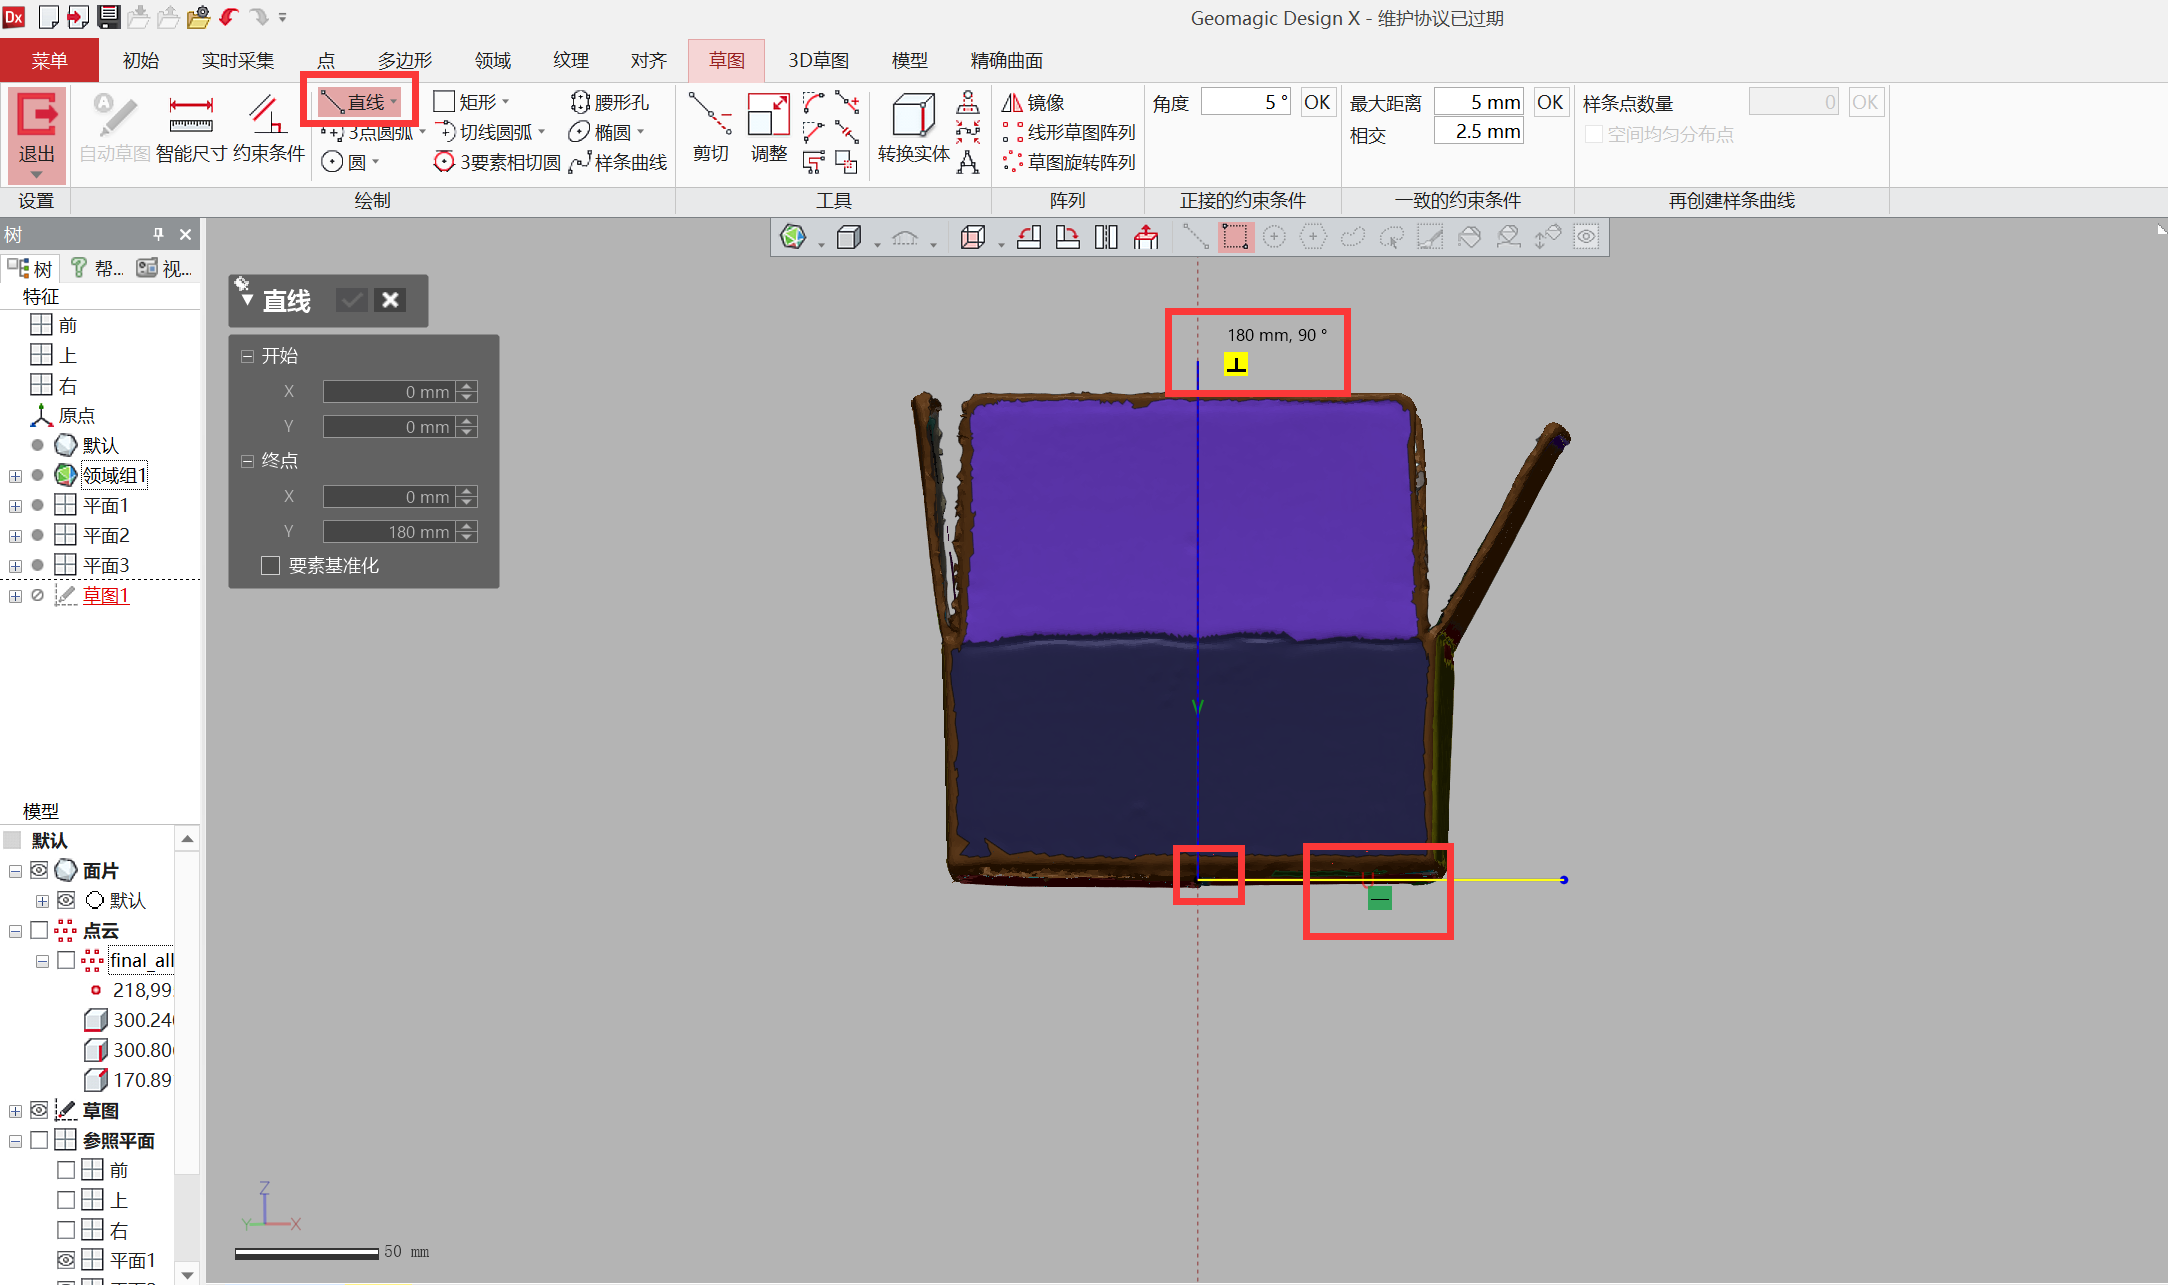 Dx
Geomagic Design X - 维护协议已过期
菜单 初始 实时采集 点 多边形 领域 纹理 对齐 草图 3D草图 模型 精确曲面
退出 自动草图 智能尺寸 约束条件
直线 矩形 腰形孔
3点圆弧 切线圆弧 椭圆
圆 3要素相切圆 样条曲线
剪切 调整 转换实体
镜像
线形草图阵列
草图旋转阵列
角度 5 ° OK
最大距离 5 mm OK
相交 2.5 mm
样条点数量 0 OK
空间均匀分布点
设置 绘制 工具 阵列 正接的约束条件 一致的约束条件 再创建样条曲线
树
树 帮... 视...
特征
前
上
右
原点
默认
领域组1
平面1
平面2
平面3
草图1
直线
开始
X 0 mm
Y 0 mm
终点
X 0 mm
Y 180 mm
要素基准化
180 mm, 90 °
V
模型
默认
面片
默认
点云
final_all
218,99
300.24
300.80
170.89
草图
参照平面
前
上
右
平面1
Z
Y X
50 mm